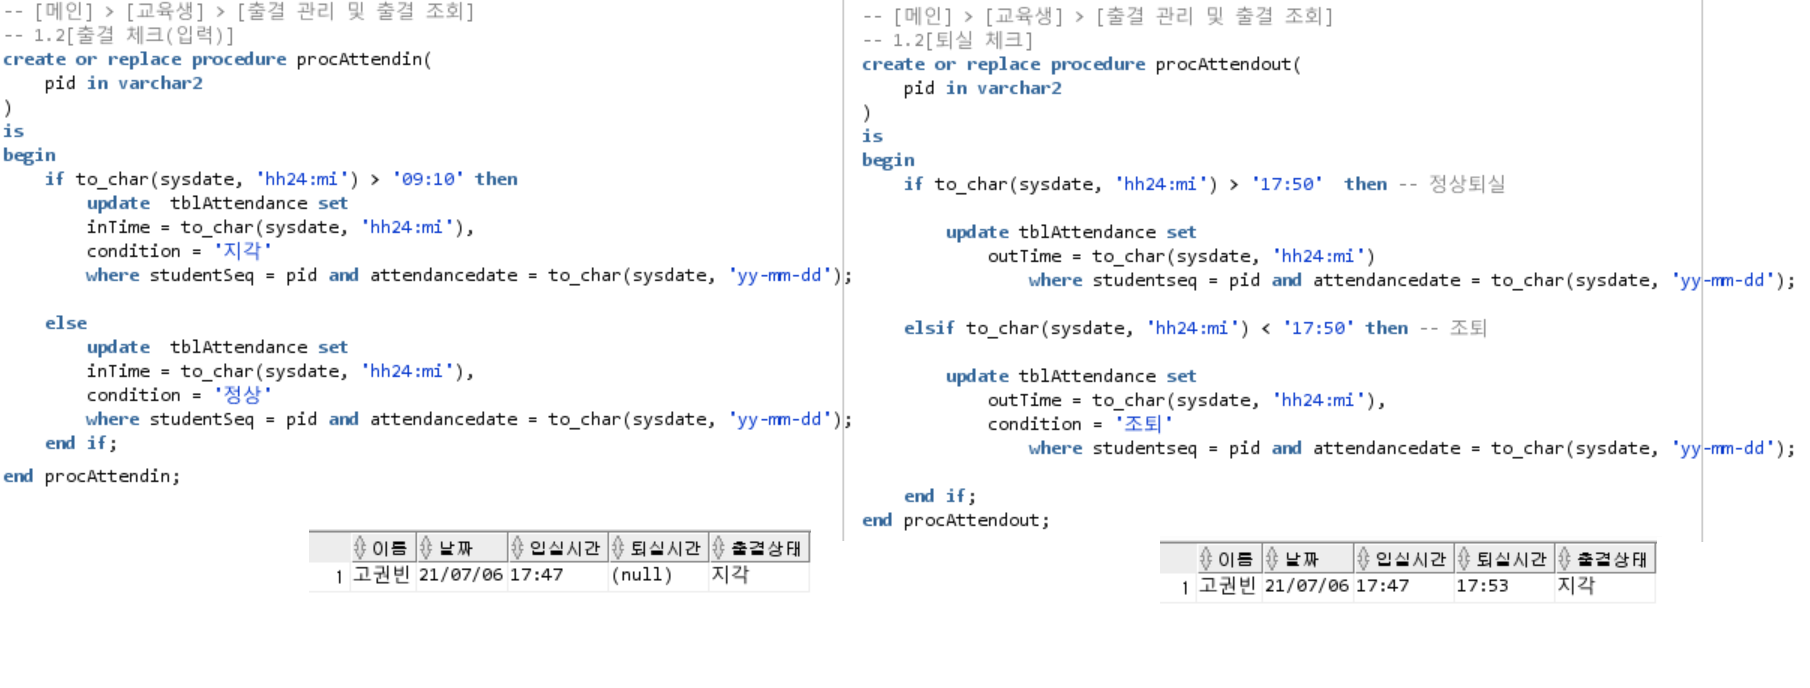 -- [메인] > [교육생] > [출결 관리 및 출결 조회]
-- 1.2[출결 체크(입력)]
create or replace procedure procAttendin(
pid in varchar2
)
is
begin
if to_char(sysdate, 'hh24:mi') > '09:10' then
update  tblAttendance set
inTime = to_char(sysdate, 'hh24:mi'),
condition = '지각'
where studentSeq = pid and attendancedate = to_char(sysdate, 'yy-mm-dd');
else
update  tblAttendance set
inTime = to_char(sysdate, 'hh24:mi'),
condition = '정상'
where studentSeq = pid and attendancedate = to_char(sysdate, 'yy-mm-dd');
end if;
end procAttendin;
이름 날짜 입실시간 퇴실시간 출결상태
1 고권빈 21/07/06 17:47 (null) 지각
-- [메인] > [교육생] > [출결 관리 및 출결 조회]
-- 1.2[퇴실 체크]
create or replace procedure procAttendout(
pid in varchar2
)
is
begin
if to_char(sysdate, 'hh24:mi') > '17:50'  then -- 정상퇴실
update tblAttendance set
outTime = to_char(sysdate, 'hh24:mi')
where studentseq = pid and attendancedate = to_char(sysdate, 'yy-mm-dd');
elsif to_char(sysdate, 'hh24:mi') < '17:50' then -- 조퇴
update tblAttendance set
outTime = to_char(sysdate, 'hh24:mi'),
condition = '조퇴'
where studentseq = pid and attendancedate = to_char(sysdate, 'yy-mm-dd');
end if;
end procAttendout;
이름 날짜 입실시간 퇴실시간 출결상태
1 고권빈 21/07/06 17:47 17:53 지각